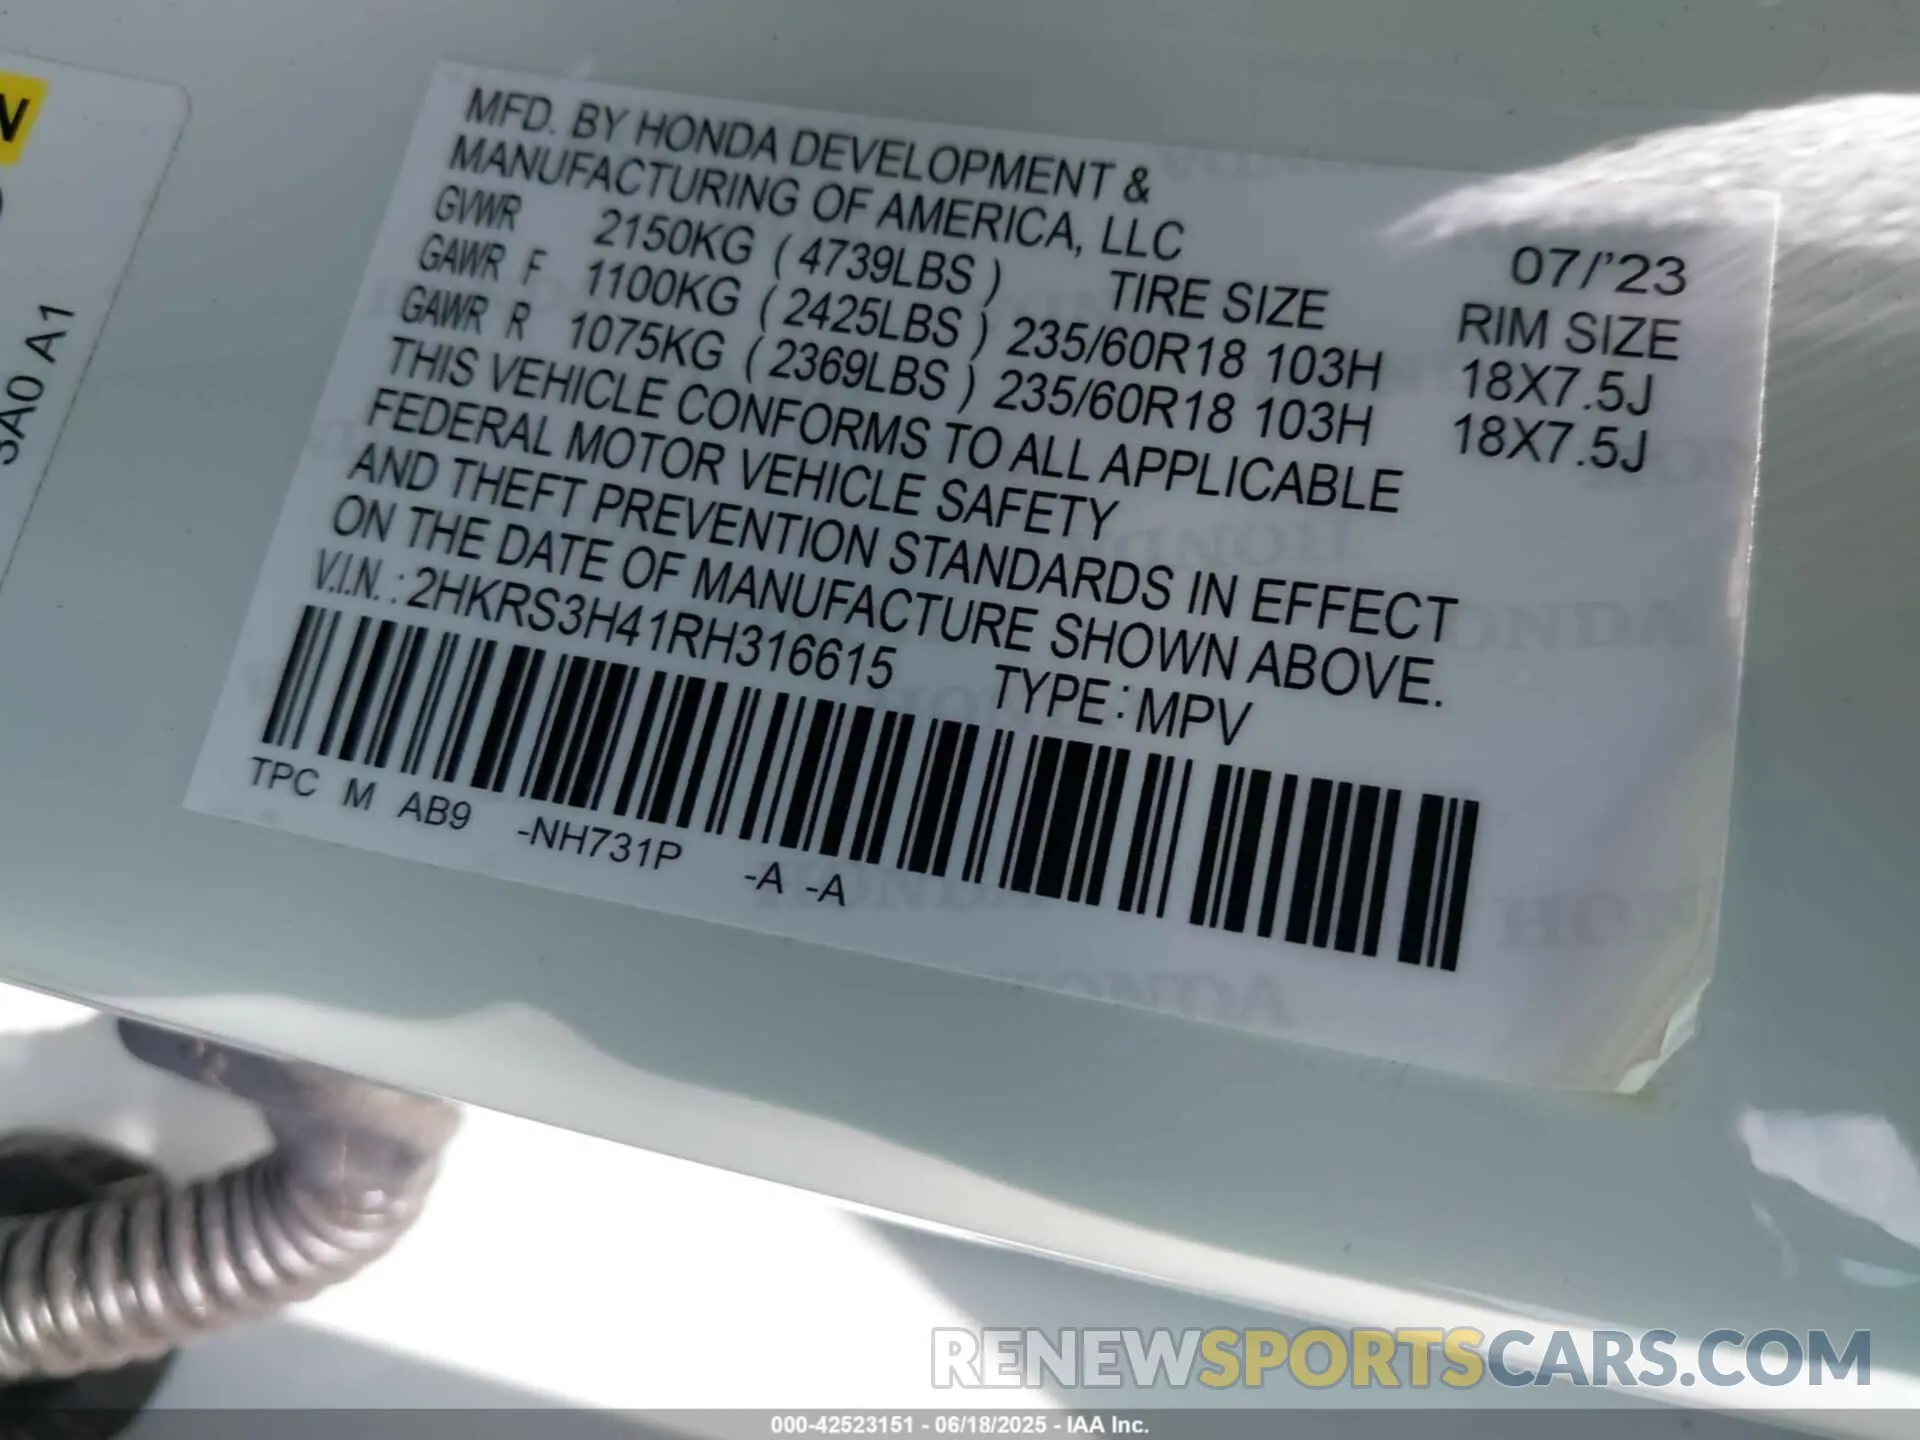 N
3A0 A1
MFD. BY HONDA DEVELOPMENT &
MANUFACTURING OF AMERICA, LLC
07/'23
GVWR 2150KG ( 4739LBS ) TIRE SIZE RIM SIZE
GAWR F 1100KG ( 2425LBS ) 235/60R18 103H 18X7.5J
GAWR R 1075KG ( 2369LBS ) 235/60R18 103H 18X7.5J
THIS VEHICLE CONFORMS TO ALL APPLICABLE
FEDERAL MOTOR VEHICLE SAFETY
AND THEFT PREVENTION STANDARDS IN EFFECT
ON THE DATE OF MANUFACTURE SHOWN ABOVE.
V.I.N. : 2HKRS3H41RH316615 TYPE : MPV
TPC M AB9 -NH731P -A -A
RENEWSPORTSCARS.COM
000-42523151 - 06/18/2025 - IAA Inc.